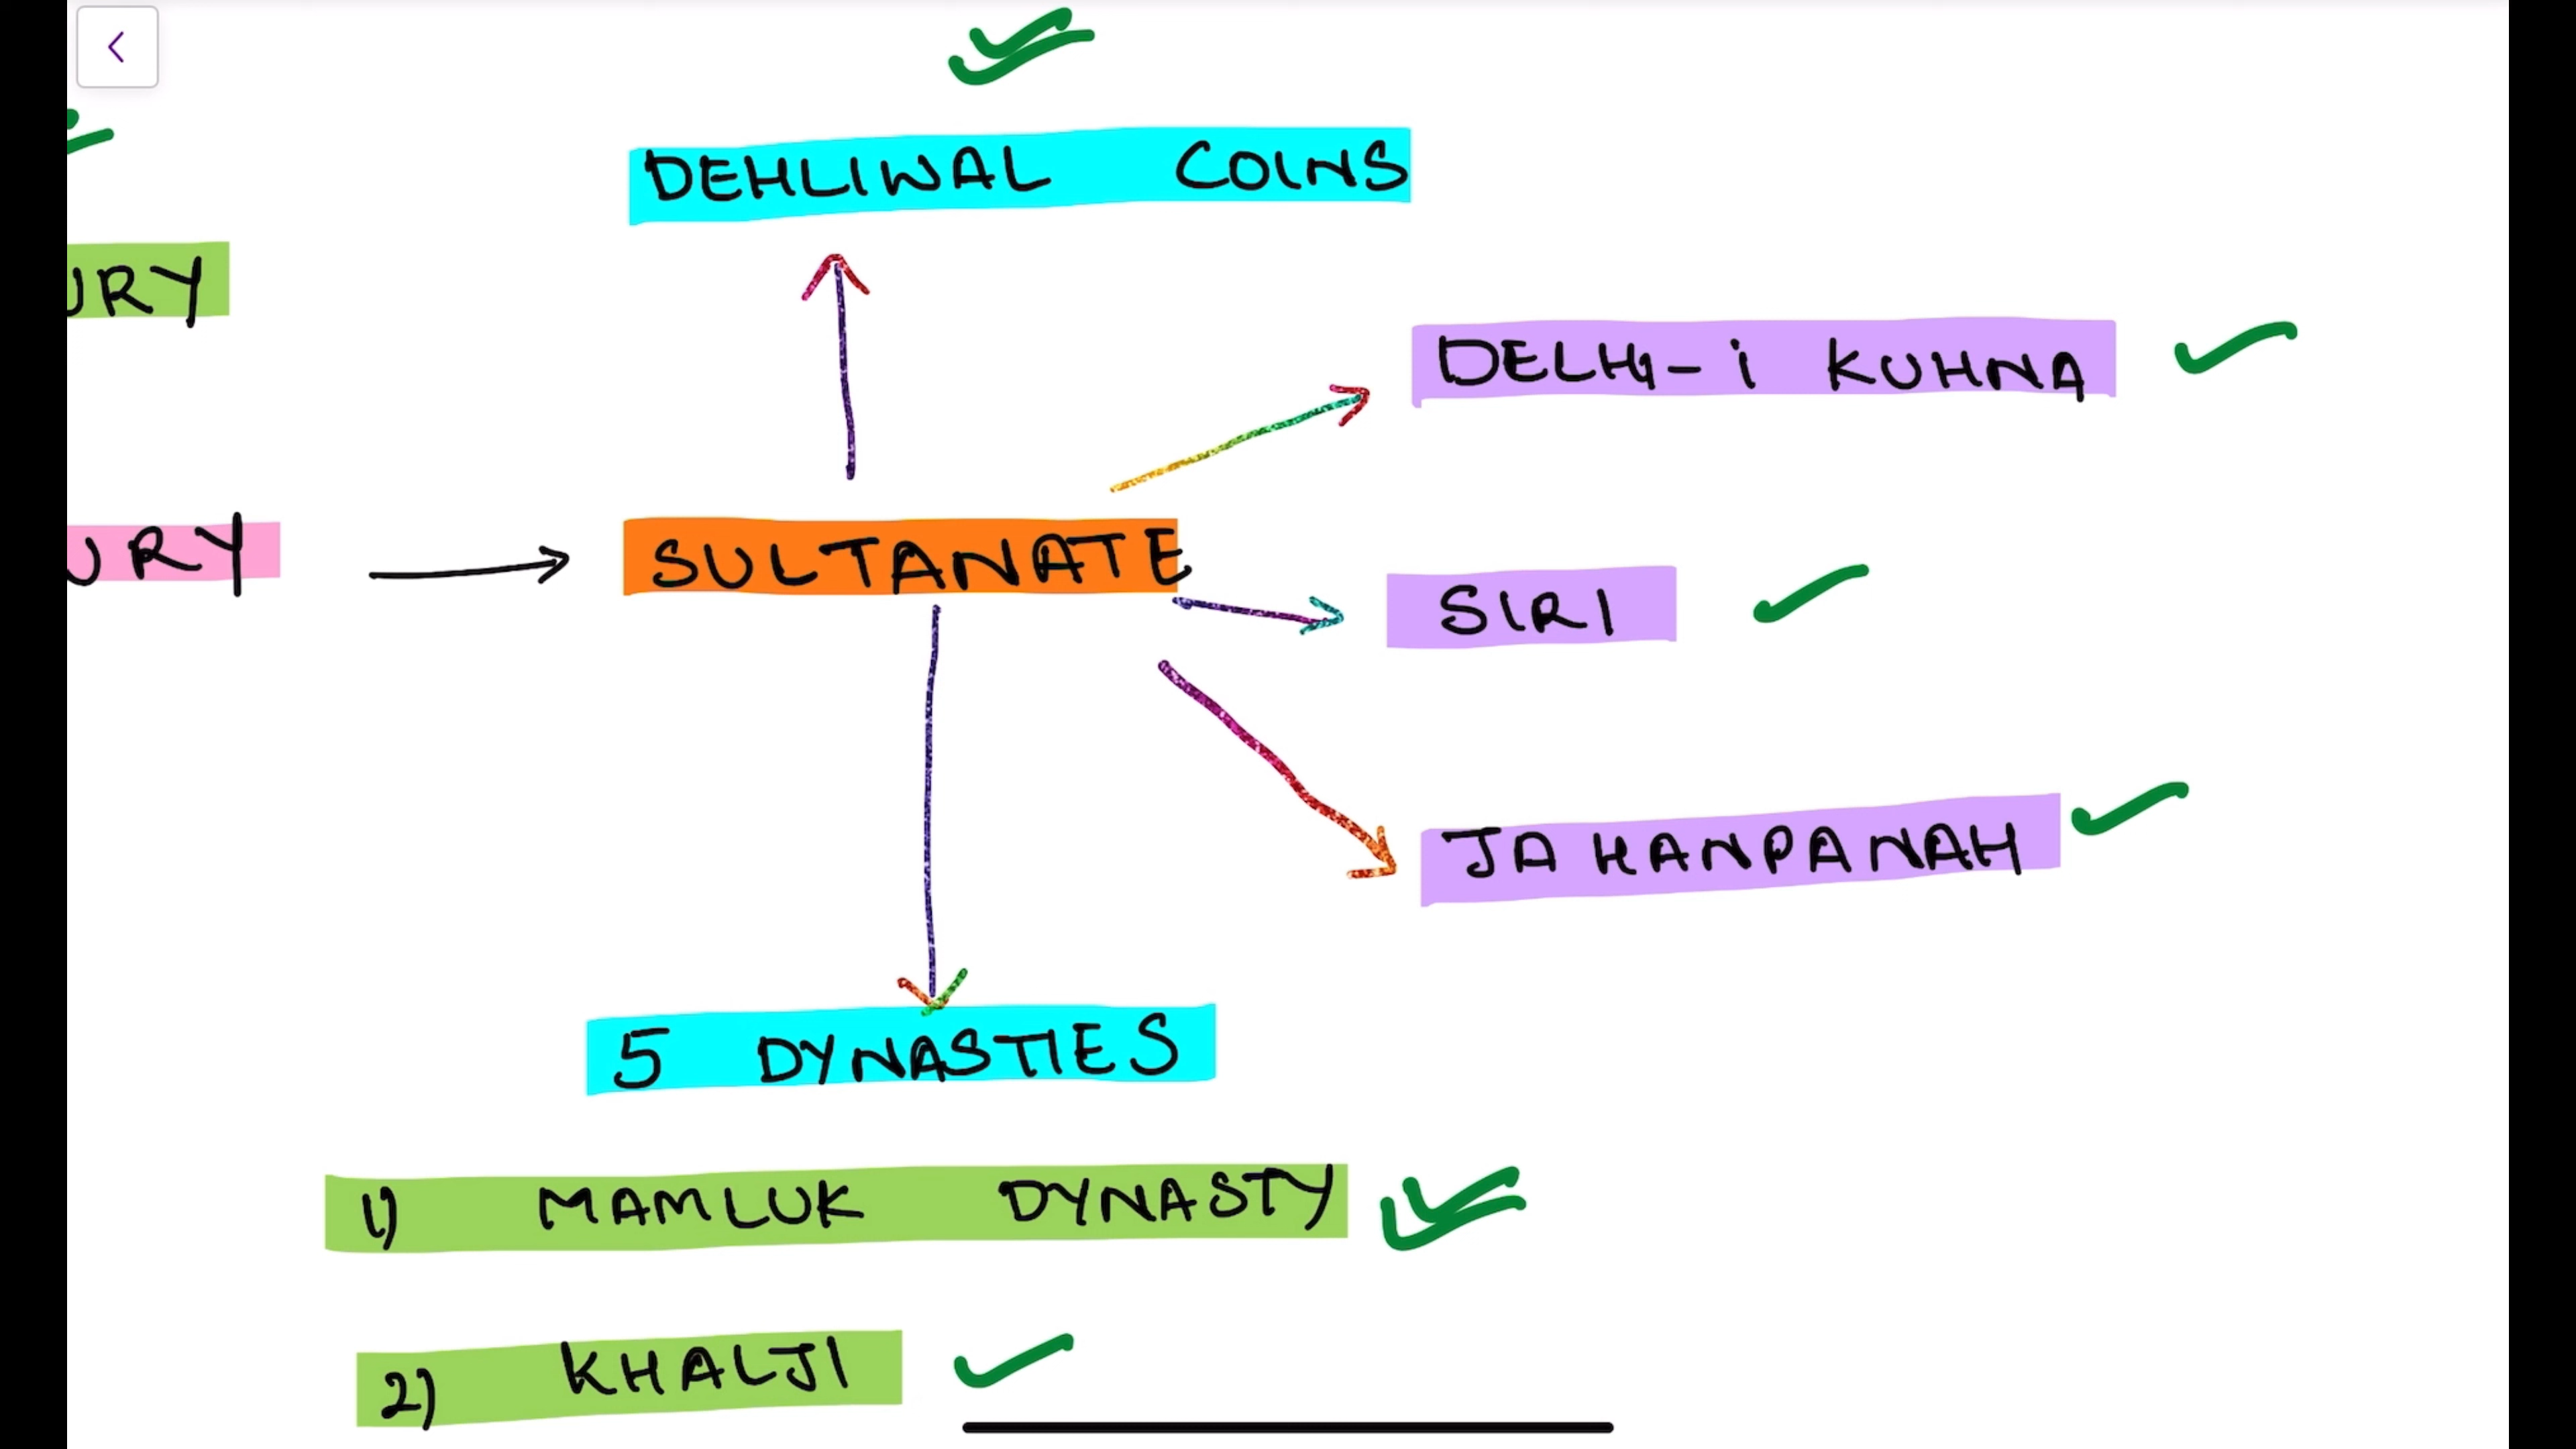 DEHLIWAL COINS
URY
DELHI-i KUHNA
URY
SULTANATE
SIRI
JAHANPANAH
5 DYNASTIES
1) MAMLUK DYNASTY
2) KHALJI